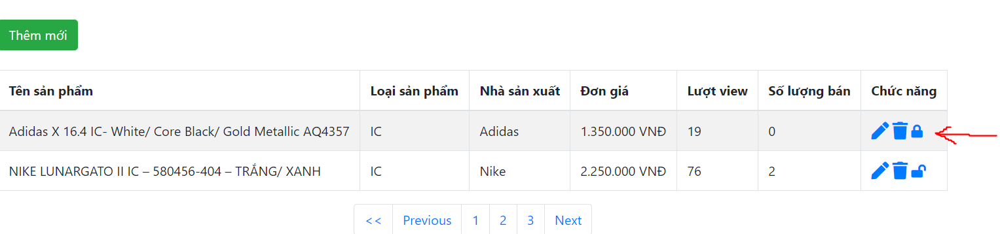 Thêm mới
Tên sản phẩm Loại sản phẩm Nhà sản xuất Đơn giá Lượt view Số lượng bán Chức năng
Adidas X 16.4 IC- White/ Core Black/ Gold Metallic AQ4357 IC Adidas 1.350.000 VNĐ 19 0
NIKE LUNARGATO II IC – 580456-404 – TRẮNG/ XANH IC Nike 2.250.000 VNĐ 76 2
<< Previous 1 2 3 Next